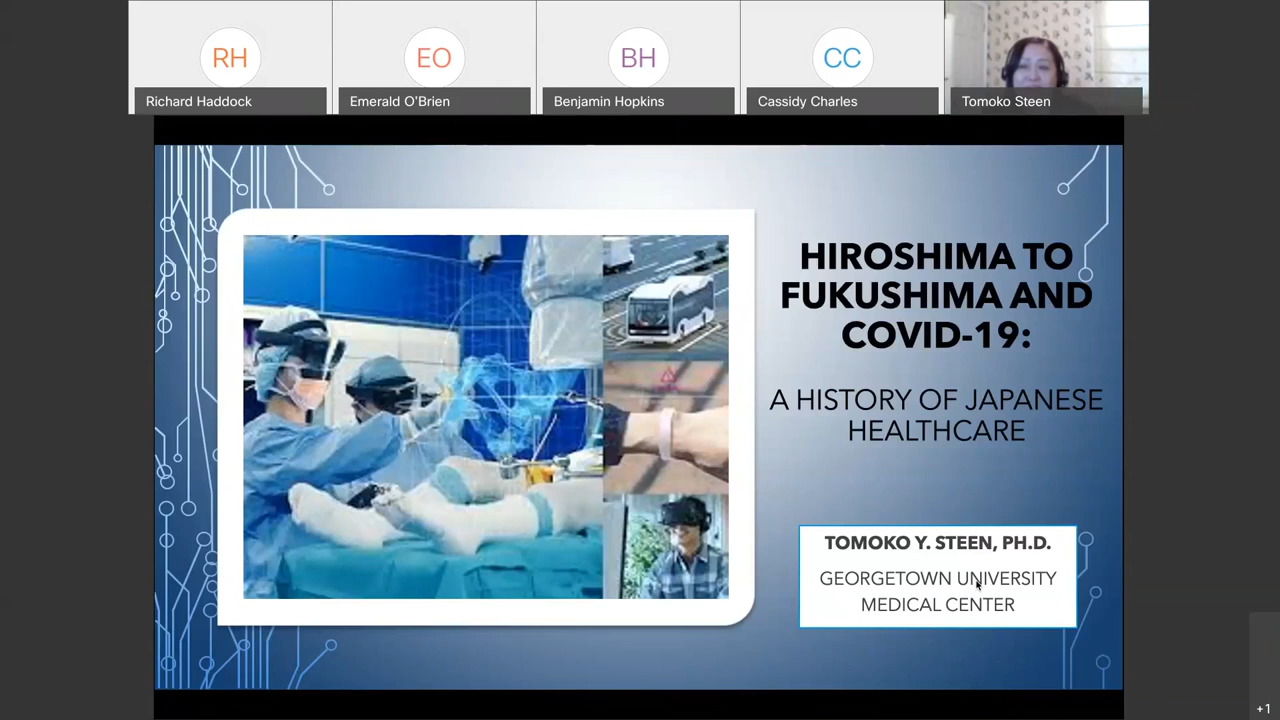 RH
EO
BH
CC
Richard Haddock
Emerald O'Brien
Benjamin Hopkins
Cassidy Charles
Tomoko Steen
HIROSHIMA TO
FUKUSHIMA AND
COVID-19:
A HISTORY OF JAPANESE
HEALTHCARE
TOMOKO Y. STEEN, PH.D.
GEORGETOWN UNIVERSITY
MEDICAL CENTER
+1